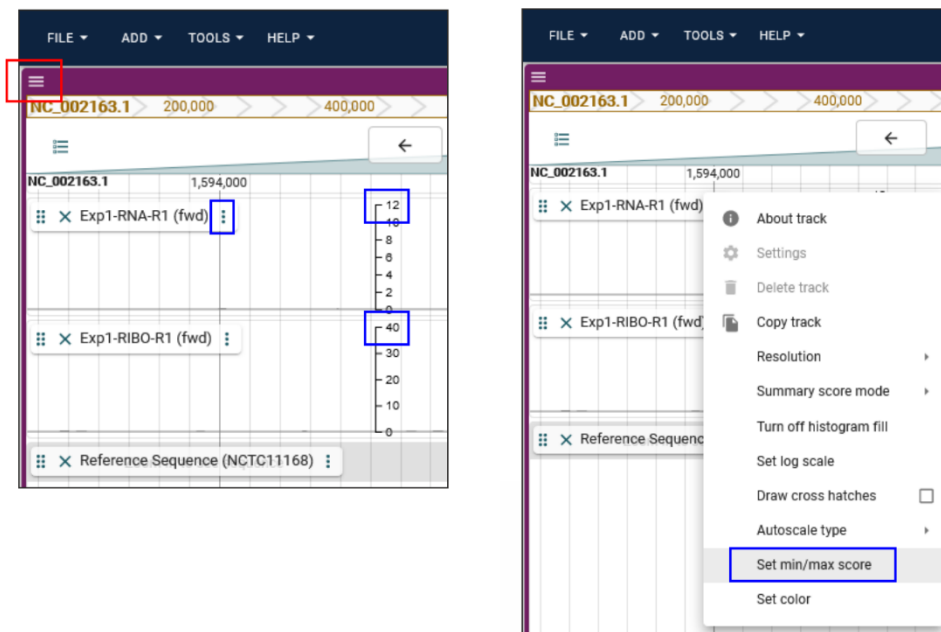 FILE ADD TOOLS HELP
NC_002163.1 200,000 400,000
NC_002163.1 1,594,000
Exp1-RNA-R1 (fwd)
12
10
8
6
4
2
0
Exp1-RIBO-R1 (fwd)
40
30
20
10
0
Reference Sequence (NCTC11168)
FILE ADD TOOLS HELP
NC_002163.1 200,000 400,000
NC_002163.1 1,594,000
Exp1-RNA-R1 (fwd)
Exp1-RIBO-R1 (fwd)
Reference Sequenc
About track
Settings
Delete track
Copy track
Resolution
Summary score mode
Turn off histogram fill
Set log scale
Draw cross hatches
Autoscale type
Set min/max score
Set color